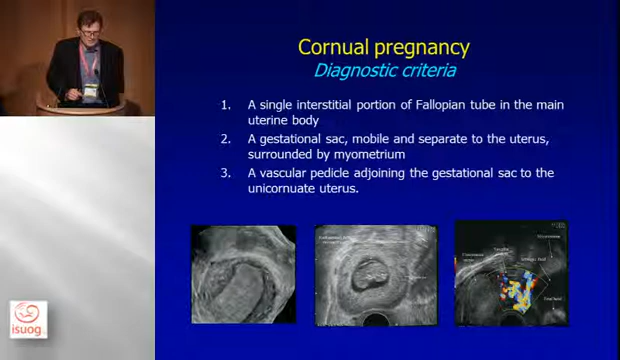 Cornual pregnancy
Diagnostic criteria
1. A single interstitial portion of Fallopian tube in the main
uterine body
2. A gestational sac, mobile and separate to the uterus,
surrounded by myometrium
3. A vascular pedicle adjoining the gestational sac to the
unicornuate uterus.
isuog